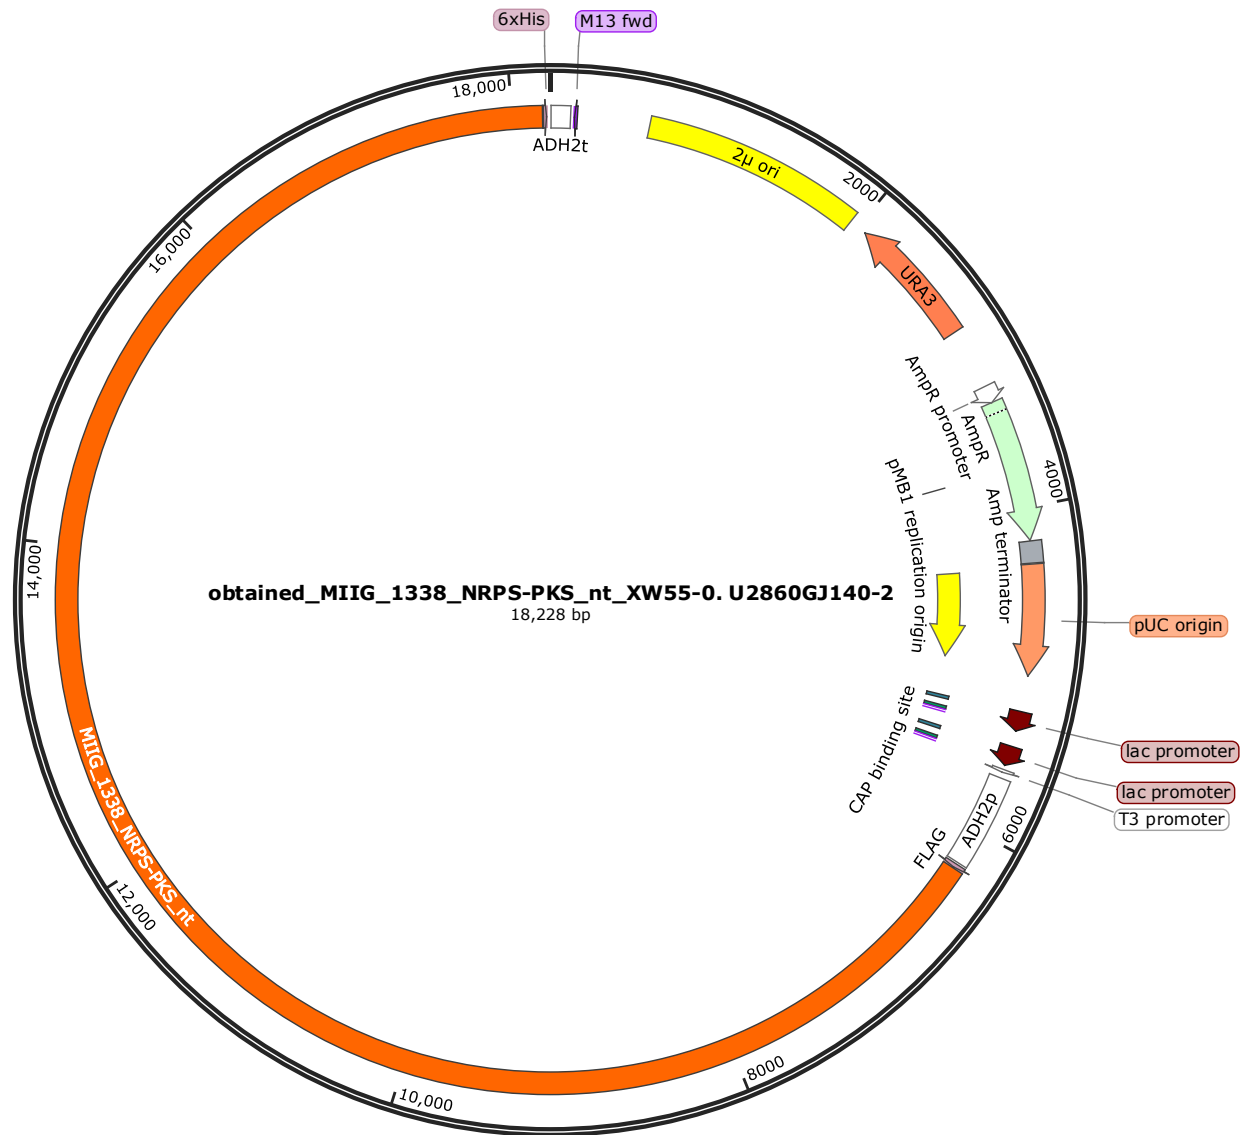 6xHis
M13 fwd
18,000
ADH2t
2μ ori
2000
16,000
URA3
AmpR promoter
AmpR
4000
pMB1 replication origin
Amp terminator
14,000
obtained_MIIG_1338_NRPS-PKS_nt_XW55-0. U2860GJ140-2
18,228 bp
pUC origin
CAP binding site
lac promoter
lac promoter
T3 promoter
ADH2p
6000
FLAG
MIIG_1338_NRPS-PKS_nt
12,000
8000
10,000